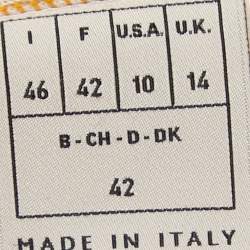 I F U.S.A. U.K.
46 42 10 14
B - CH - D - DK
42
MADE IN ITALY